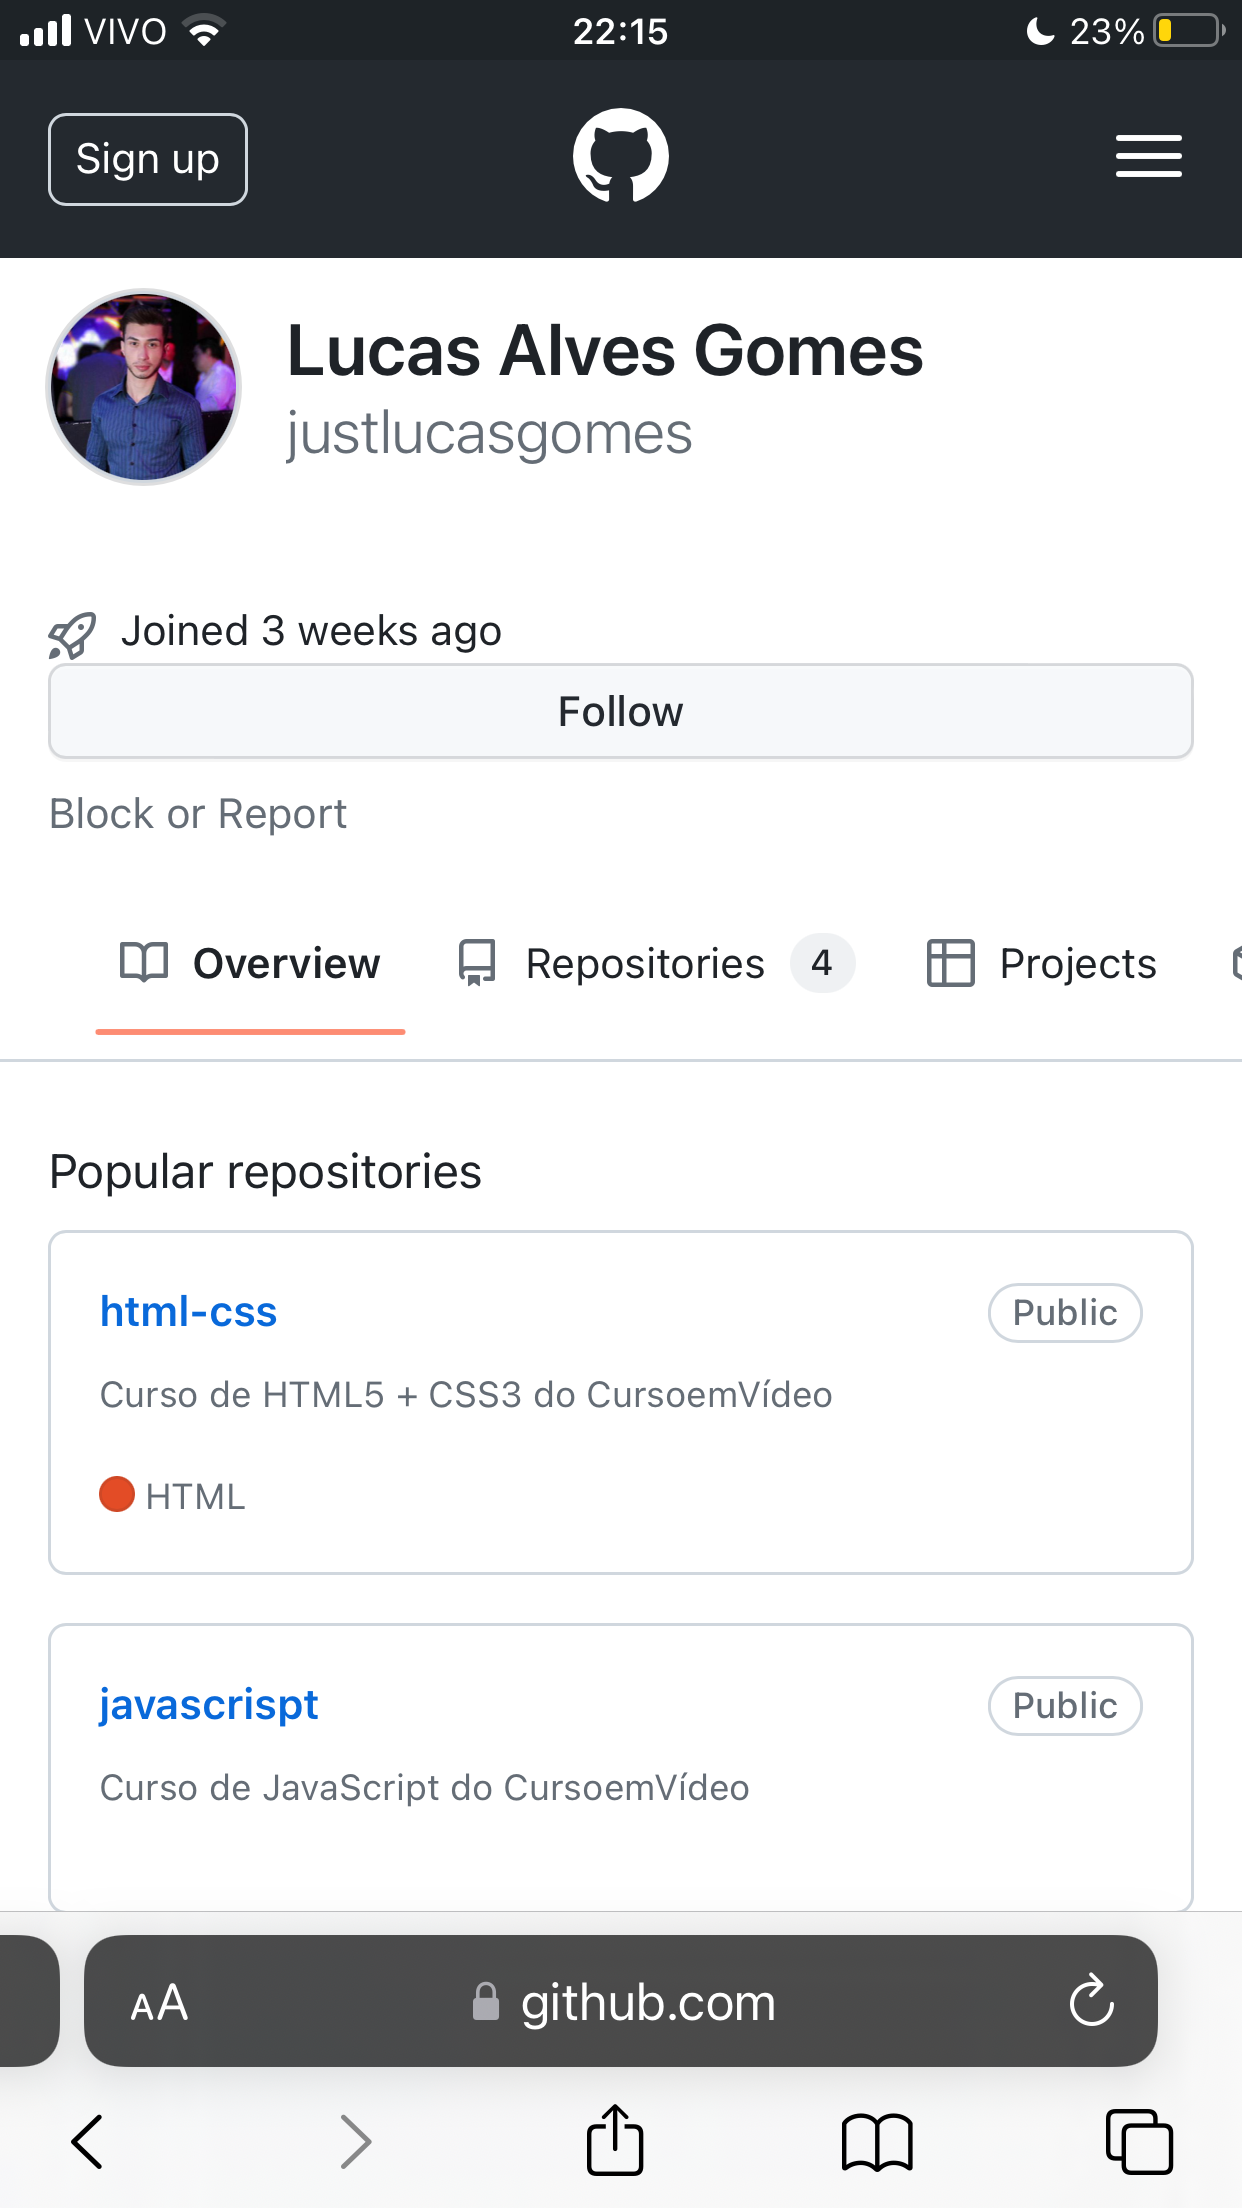 VIVO 22:15 23%
Sign up
Lucas Alves Gomes
justlucasgomes
Joined 3 weeks ago
Follow
Block or Report
Overview Repositories 4 Projects
Popular repositories
html-css Public
Curso de HTML5 + CSS3 do CursoemVídeo
HTML
javascrispt Public
Curso de JavaScript do CursoemVídeo
AA github.com